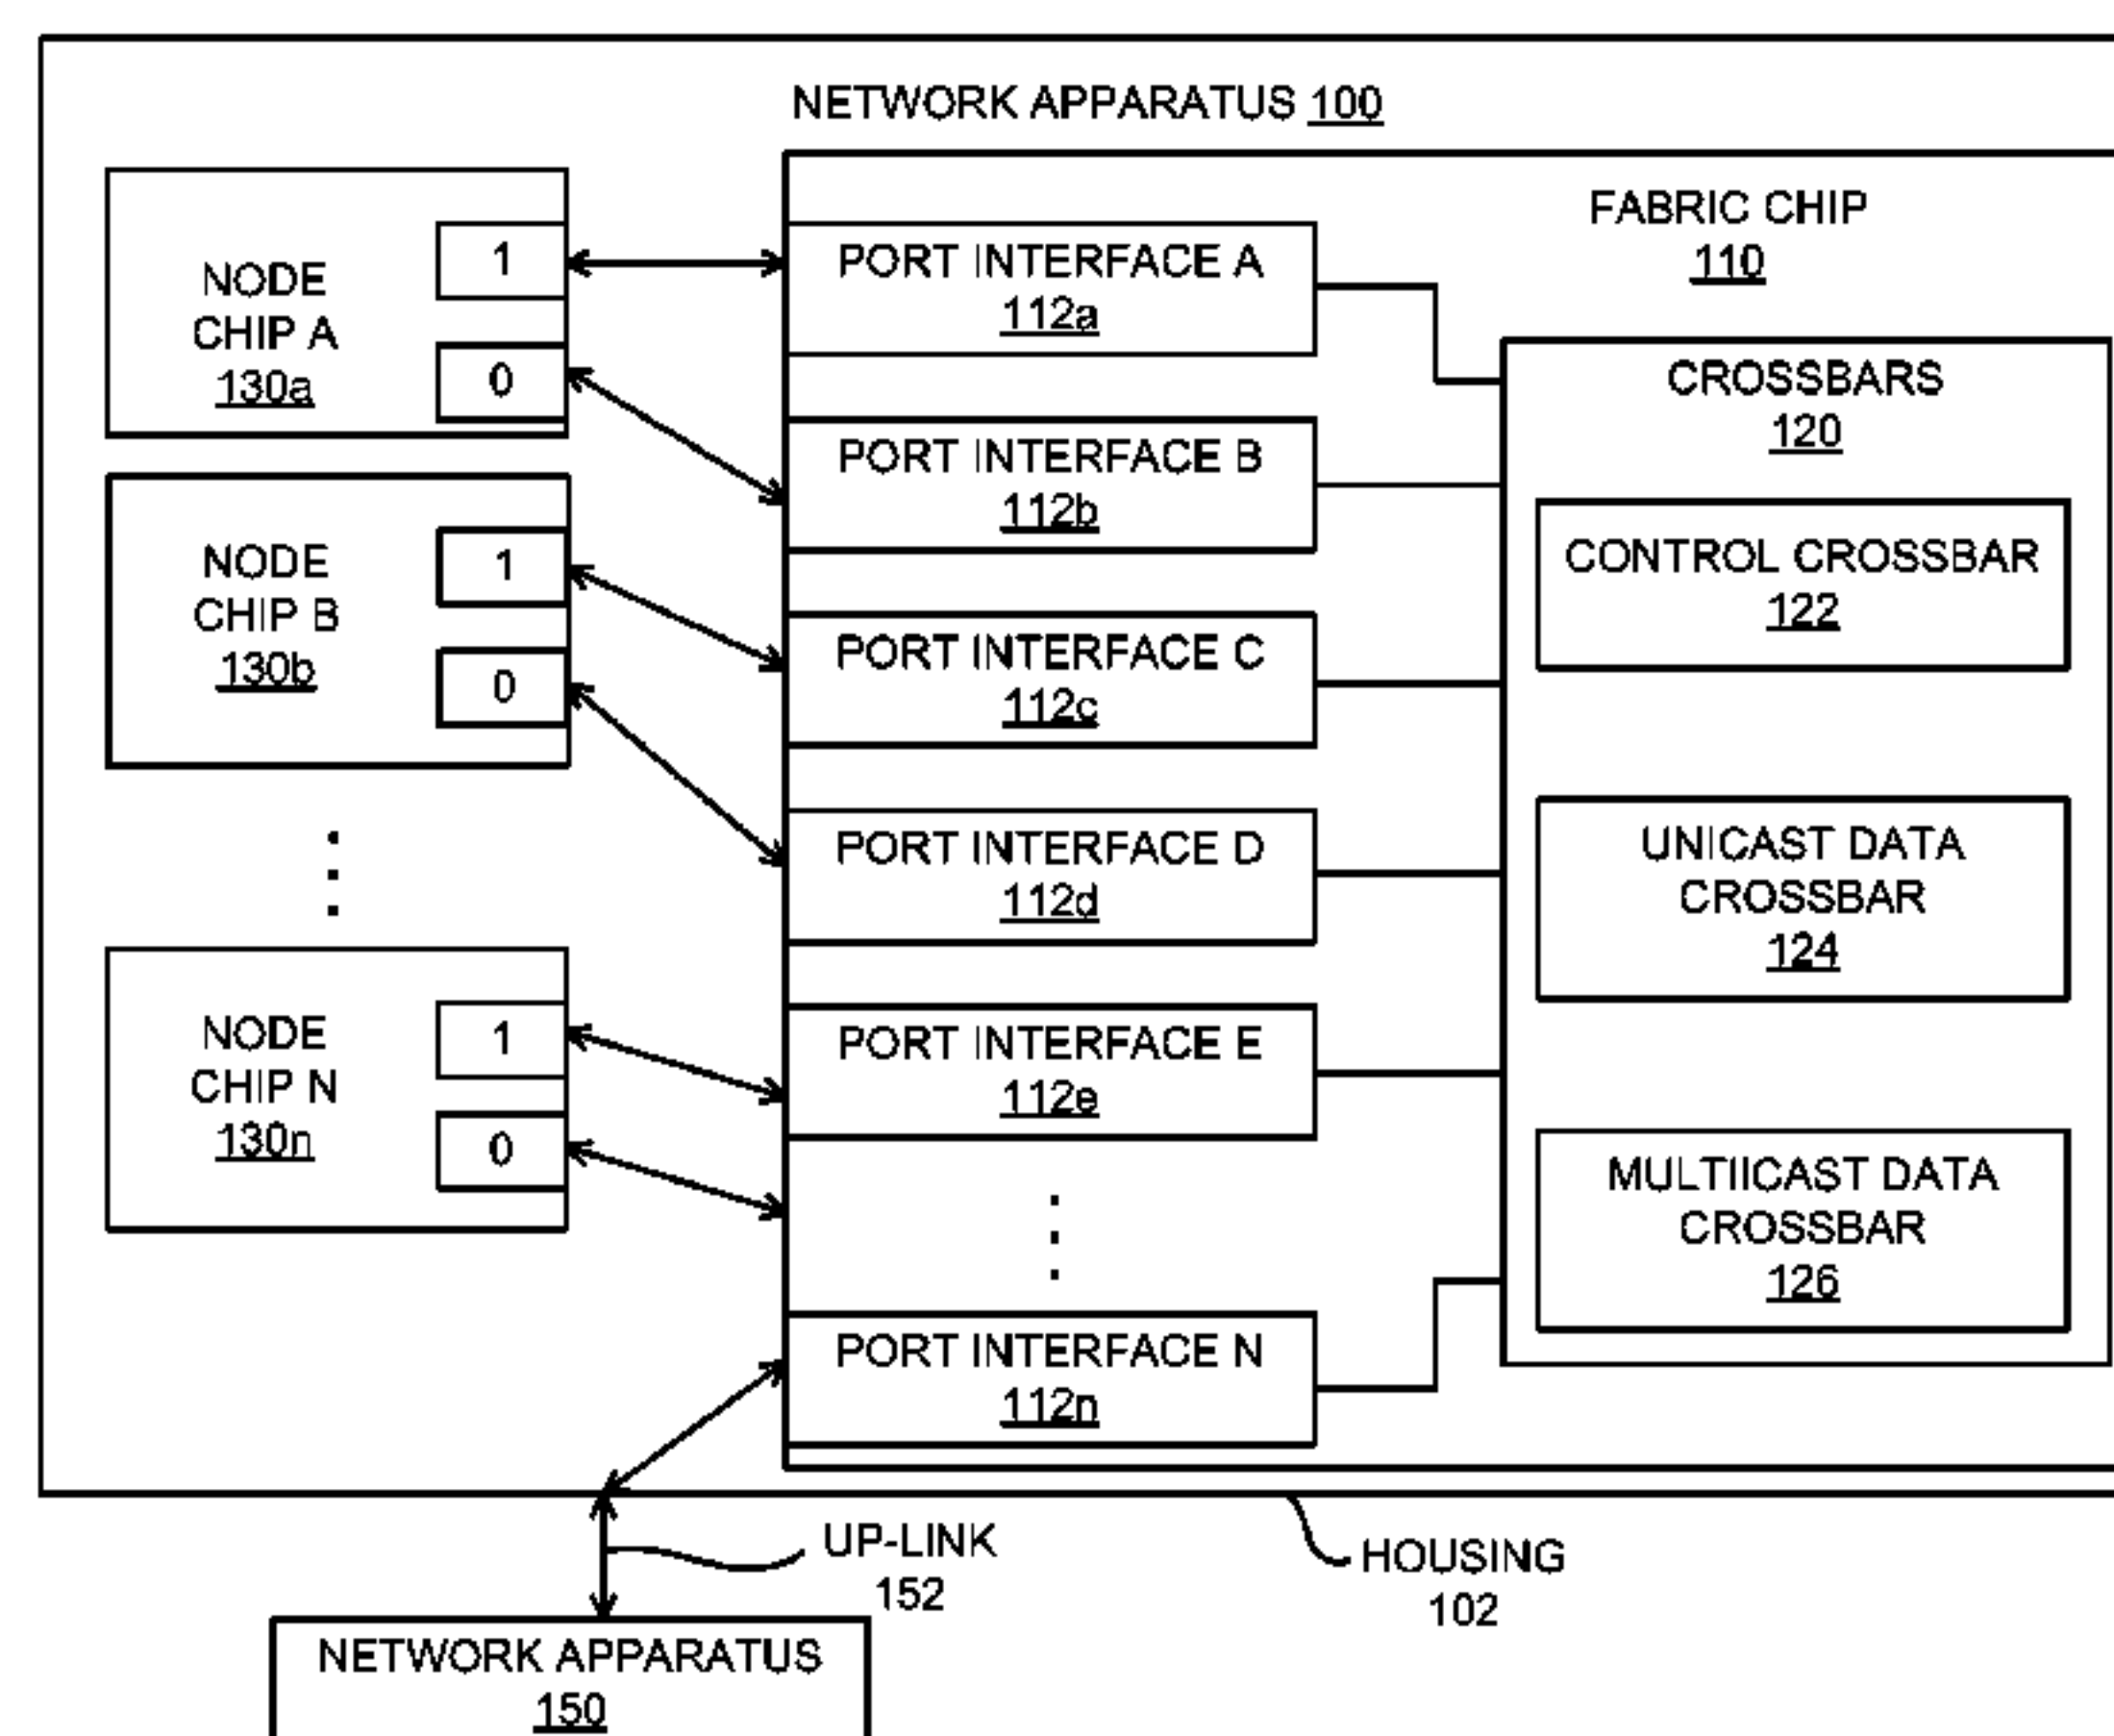 NETWORK APPARATUS 100
FABRIC CHIP
110
NODE
CHIP A
130a
1
0
PORT INTERFACE A
112a
PORT INTERFACE B
112b
CROSSBARS
120
NODE
CHIP B
130b
1
0
PORT INTERFACE C
112c
CONTROL CROSSBAR
122
PORT INTERFACE D
112d
UNICAST DATA
CROSSBAR
124
NODE
CHIP N
130n
1
0
PORT INTERFACE E
112e
MULTIICAST DATA
CROSSBAR
126
PORT INTERFACE N
112n
UP-LINK
152
HOUSING
102
NETWORK APPARATUS
150